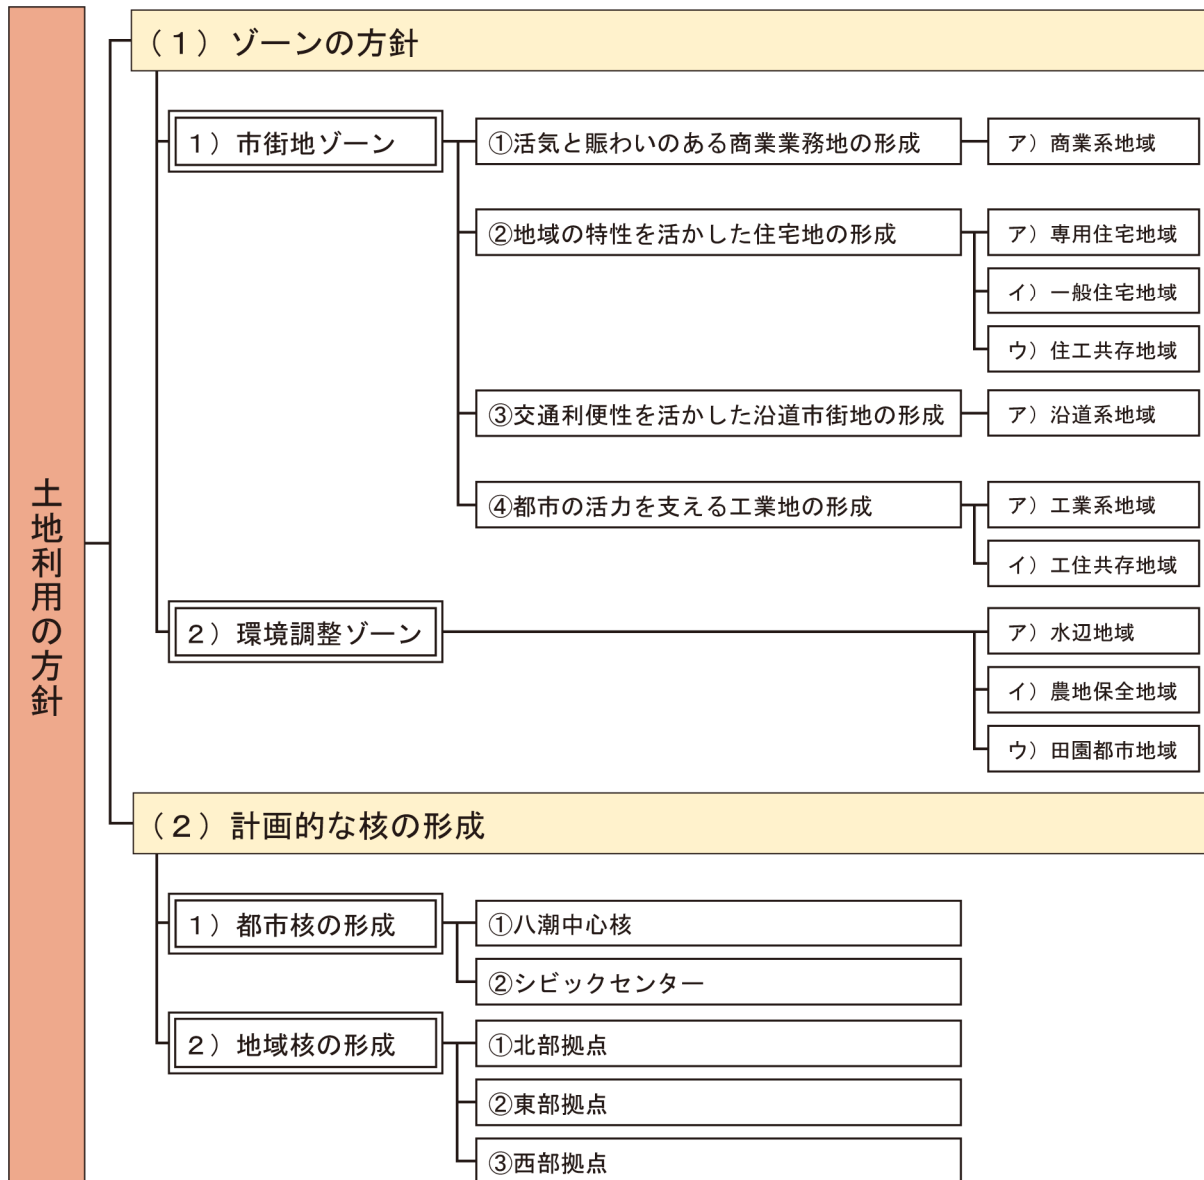 土地利用の方針
（１）ゾーンの方針
１）市街地ゾーン
①活気と賑わいのある商業業務地の形成
ア）商業系地域
②地域の特性を活かした住宅地の形成
ア）専用住宅地域
イ）一般住宅地域
ウ）住工共存地域
③交通利便性を活かした沿道市街地の形成
ア）沿道系地域
④都市の活力を支える工業地の形成
ア）工業系地域
イ）工住共存地域
２）環境調整ゾーン
ア）水辺地域
イ）農地保全地域
ウ）田園都市地域
（２）計画的な核の形成
１）都市核の形成
①八潮中心核
②シビックセンター
２）地域核の形成
①北部拠点
②東部拠点
③西部拠点